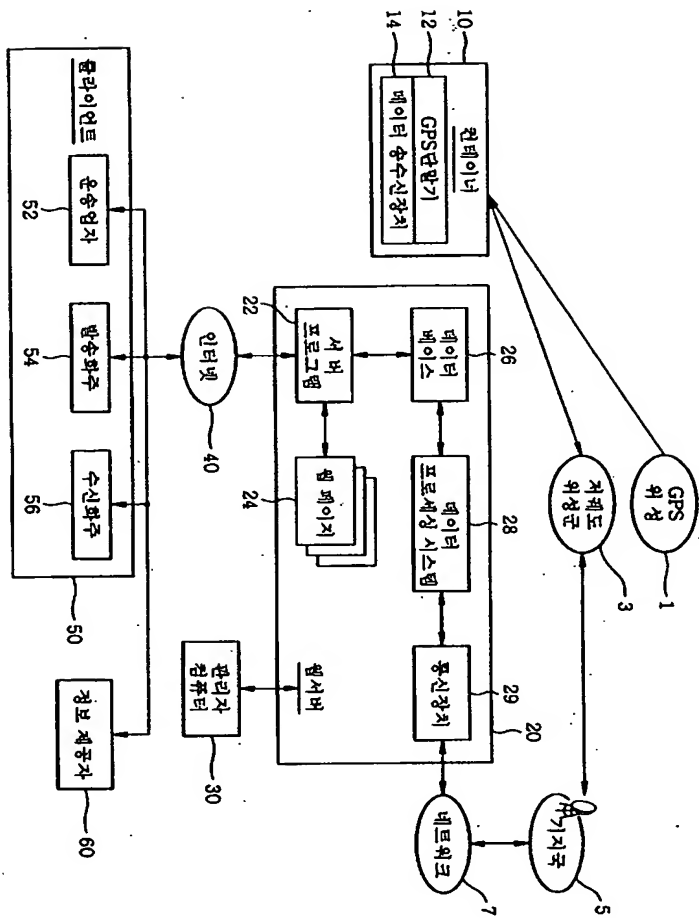 GPS
위성
1
저궤도
위성군
3
기지국
5
네트워크
7
10
컨테이너
12
GPS단말기
14
데이터 송수신장치
20
웹서버
22
서버
프로그램
24
웹 페이지
26
데이터
베이스
28
데이터
프로세싱 시스템
29
통신장치
30
관리자
컴퓨터
인터넷
40
클라이언트
50
운송업자
52
발송화주
54
수신화주
56
정보 제공자
60